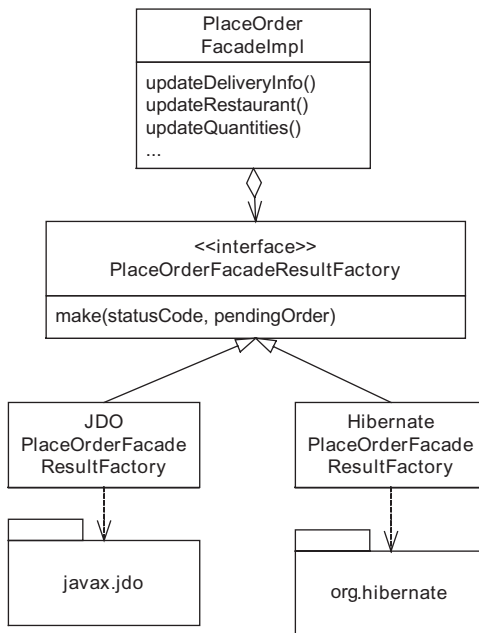 PlaceOrder
FacadeImpl
updateDeliveryInfo()
updateRestaurant()
updateQuantities()
...
<<interface>>
PlaceOrderFacadeResultFactory
make(statusCode, pendingOrder)
JDO
PlaceOrderFacade
ResultFactory
Hibernate
PlaceOrderFacade
ResultFactory
javax.jdo
org.hibernate